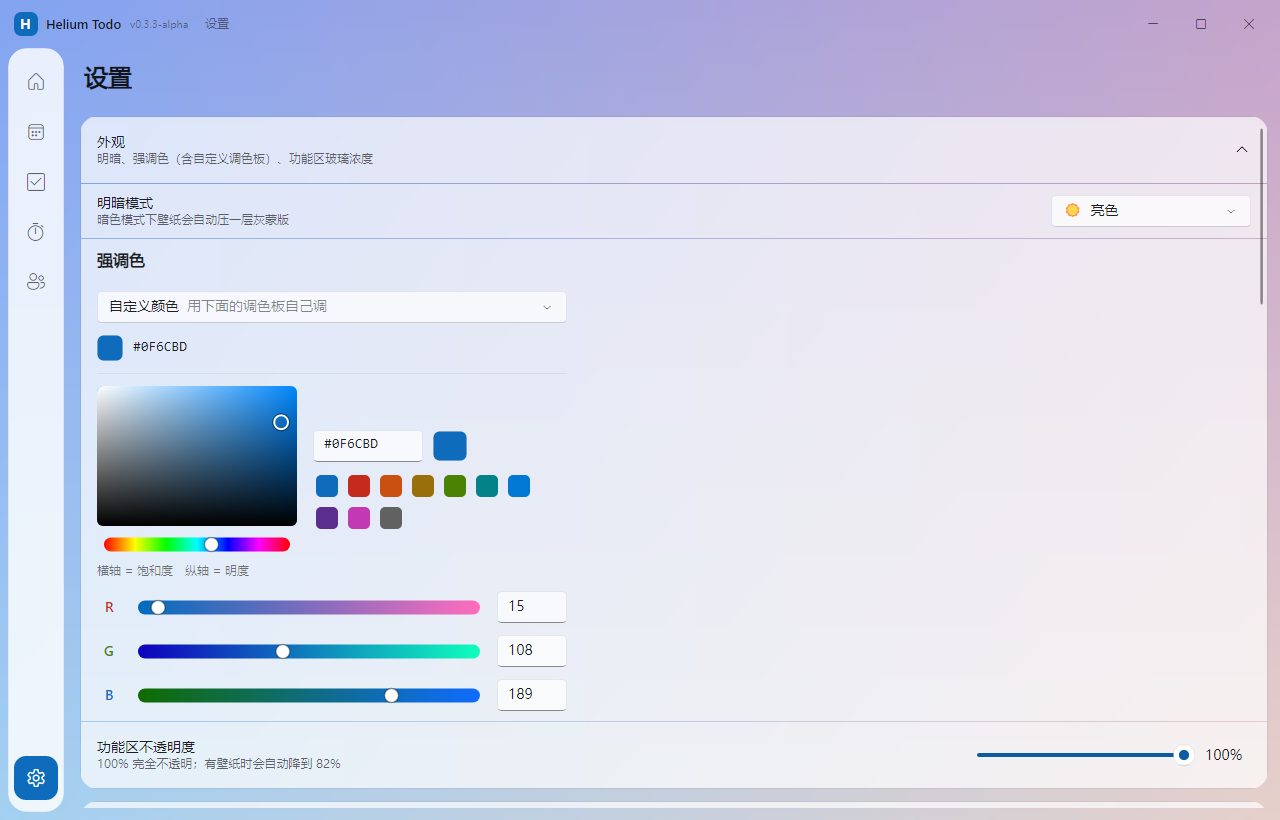 H Helium Todo v0.3.3-alpha 设置
设置
外观
明暗、强调色（含自定义调色板）、功能区玻璃浓度
明暗模式
暗色模式下壁纸会自动压一层灰蒙版
亮色
强调色
自定义颜色 用下面的调色板自己调
#0F6CBD
#0F6CBD
横轴 = 饱和度 纵轴 = 明度
R 15
G 108
B 189
功能区不透明度
100% 完全不透明；有壁纸时会自动降到 82%
100%